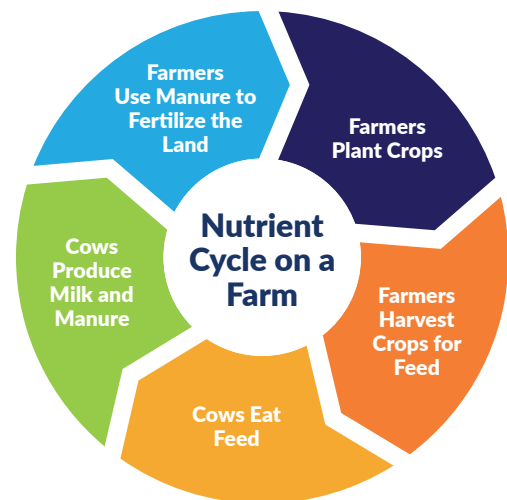 Nutrient
Cycle on a
Farm
Farmers
Plant Crops
Farmers
Harvest
Crops for
Feed
Cows Eat
Feed
Cows
Produce
Milk and
Manure
Farmers
Use Manure to
Fertilize the
Land